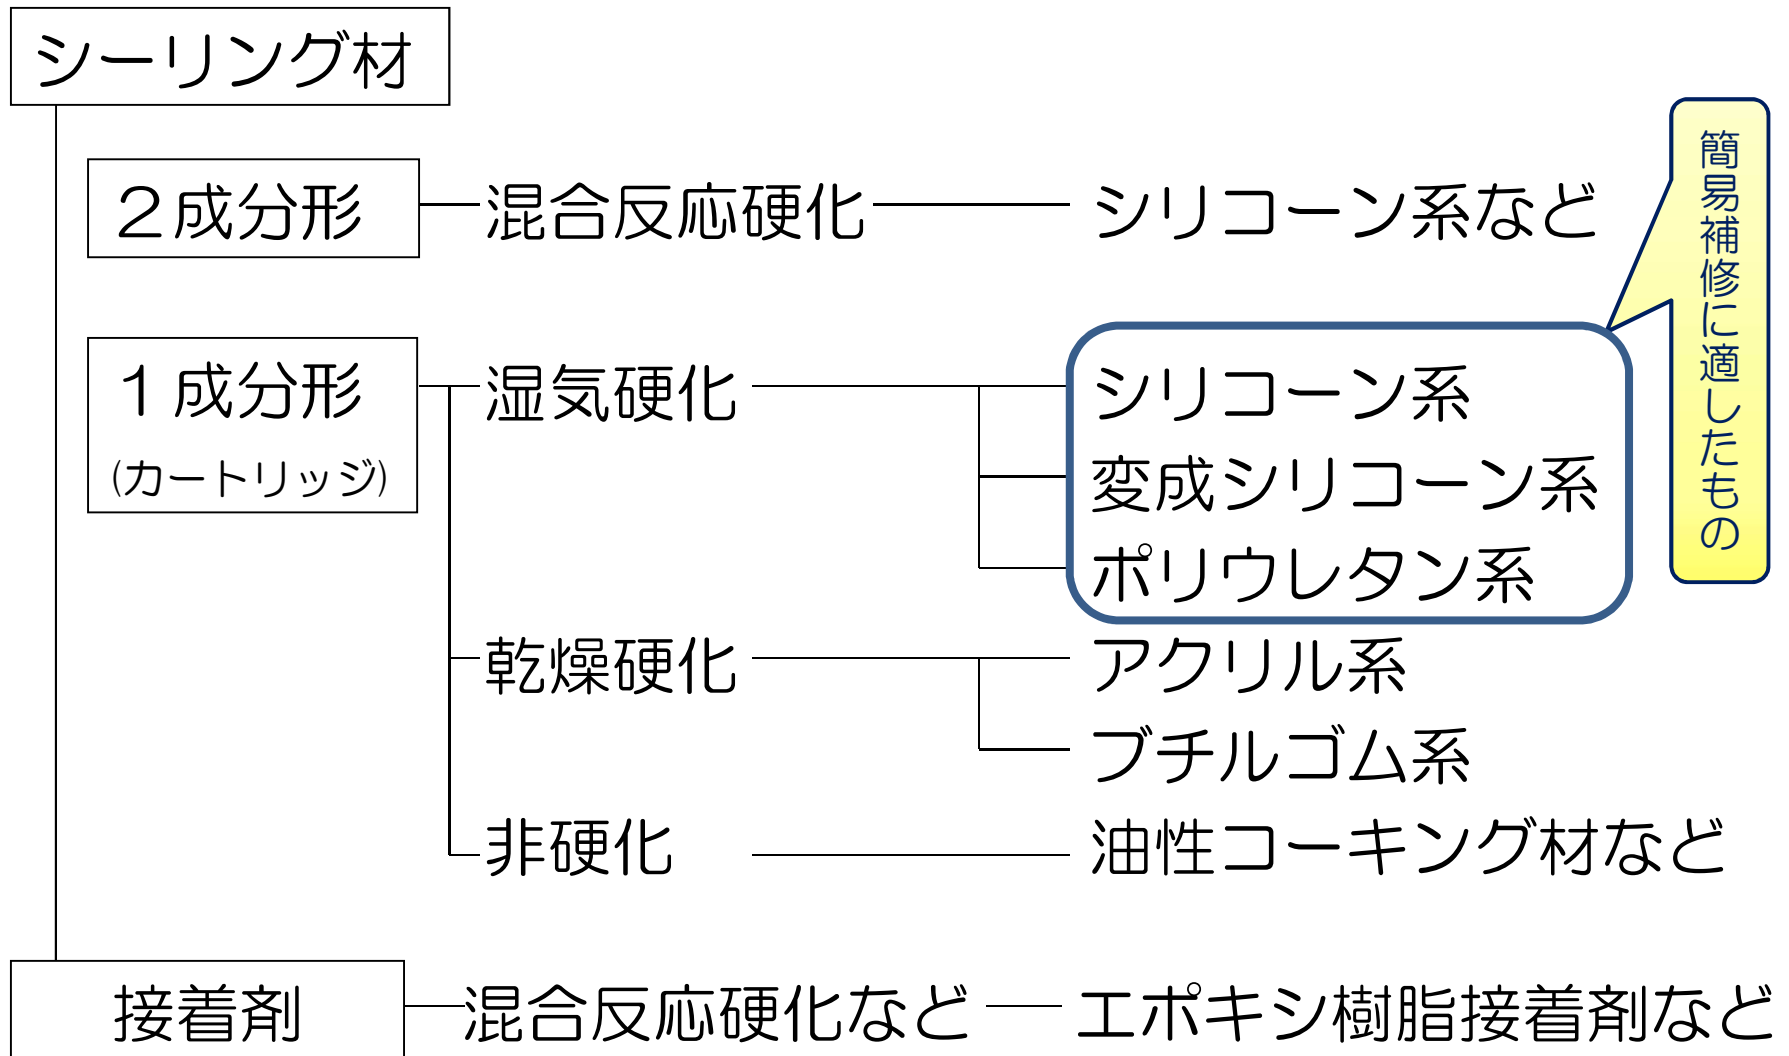 シーリング材
２成分形
混合反応硬化
シリコーン系など
１成分形
(カートリッジ)
湿気硬化
シリコーン系
変成シリコーン系
ポリウレタン系
簡易補修に適したもの
乾燥硬化
アクリル系
ブチルゴム系
非硬化
油性コーキング材など
接着剤
混合反応硬化など
エポキシ樹脂接着剤など